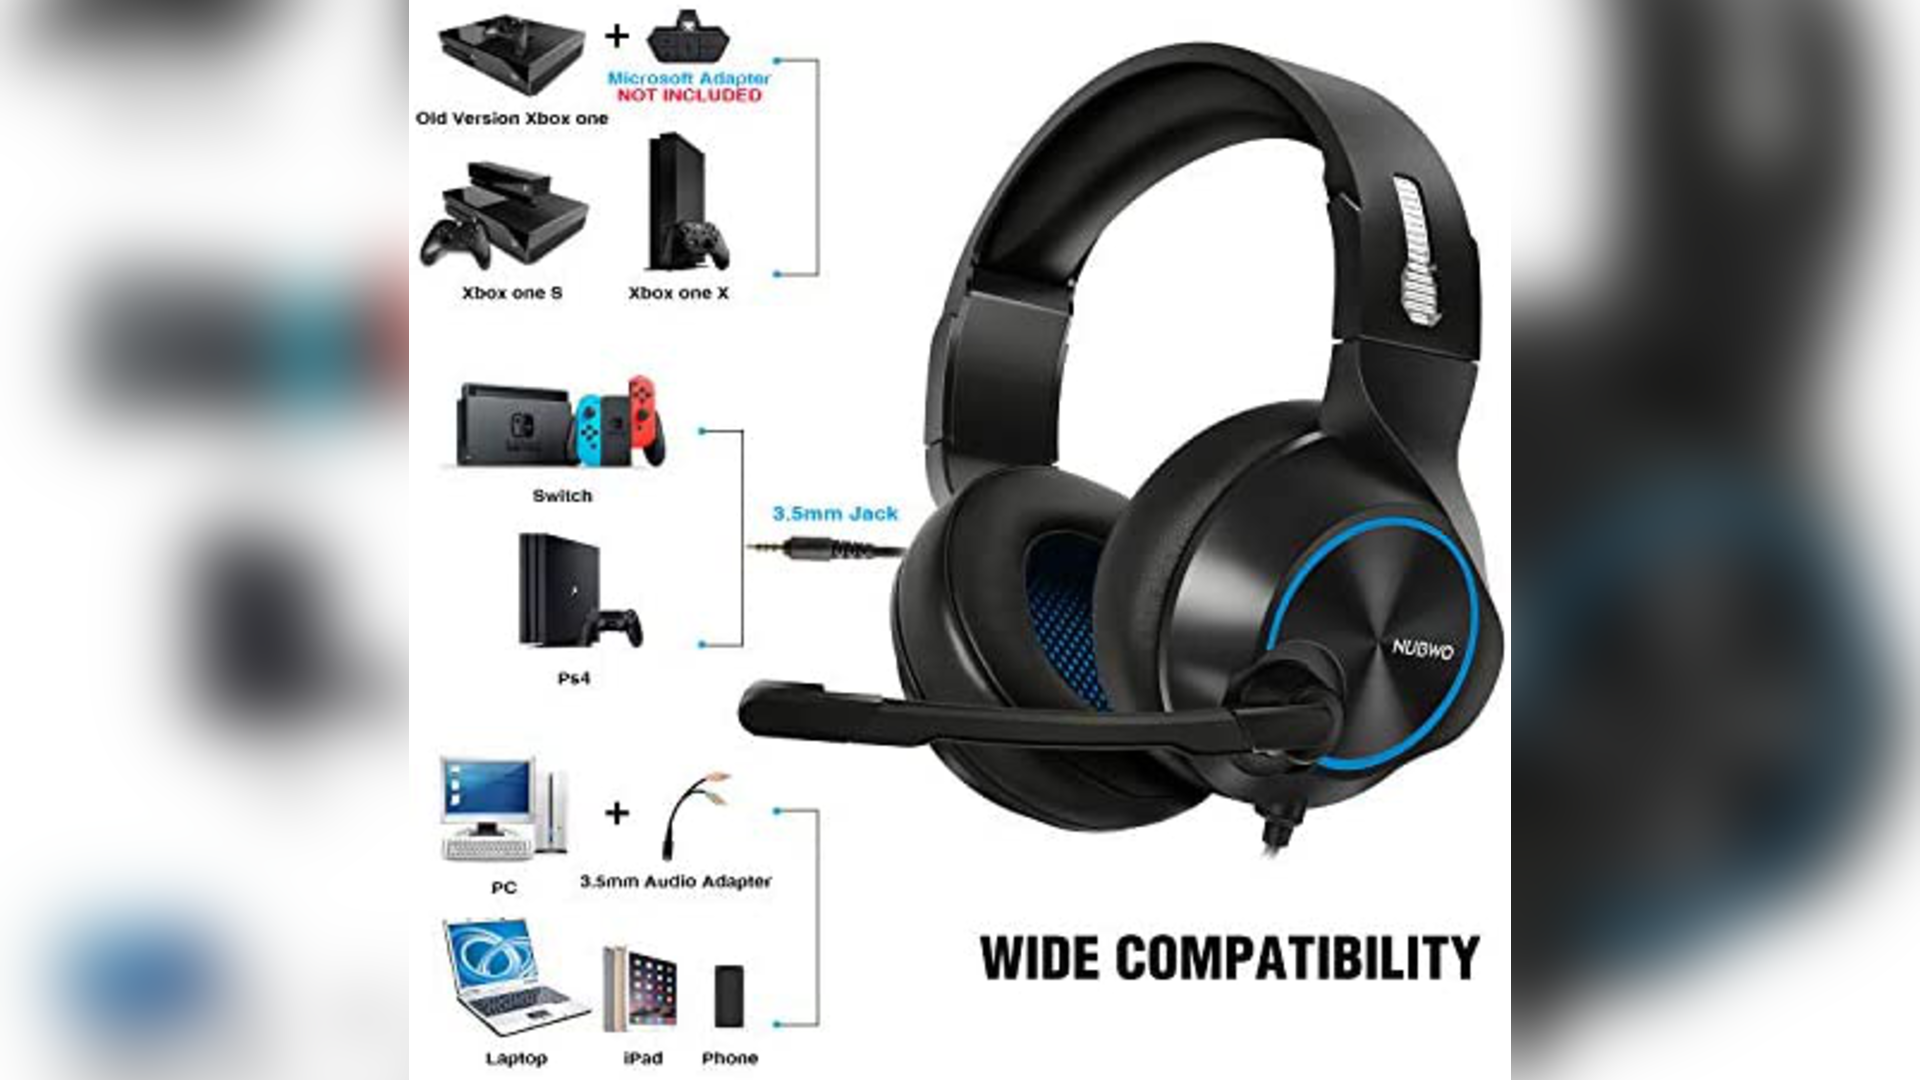 Microsoft Adapter
NOT INCLUDED
Old Version Xbox one
Xbox one S
Xbox one X
Switch
3.5mm Jack
NUBWO
Ps4
PC
3.5mm Audio Adapter
WIDE COMPATIBILITY
Laptop
iPad
Phone